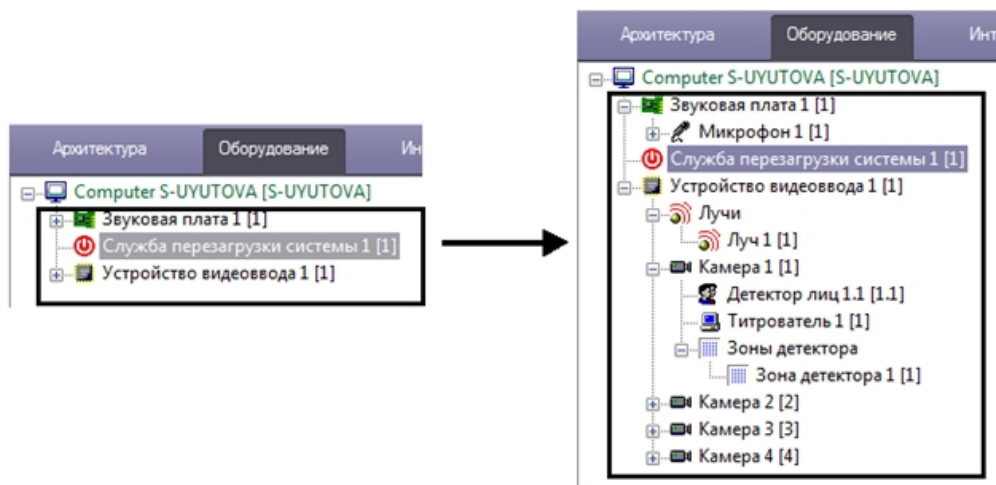 Архитектура Оборудование Ин
Computer S-UYUTOVA [S-UYUTOVA]
Звуковая плата 1 [1]
Служба перезагрузки системы 1 [1]
Устройство видеоввода 1 [1]
Архитектура Оборудование Инт
Computer S-UYUTOVA [S-UYUTOVA]
Звуковая плата 1 [1]
Микрофон 1 [1]
Служба перезагрузки системы 1 [1]
Устройство видеоввода 1 [1]
Лучи
Луч 1 [1]
Камера 1 [1]
Детектор лиц 1.1 [1.1]
Титрователь 1 [1]
Зоны детектора
Зона детектора 1 [1]
Камера 2 [2]
Камера 3 [3]
Камера 4 [4]